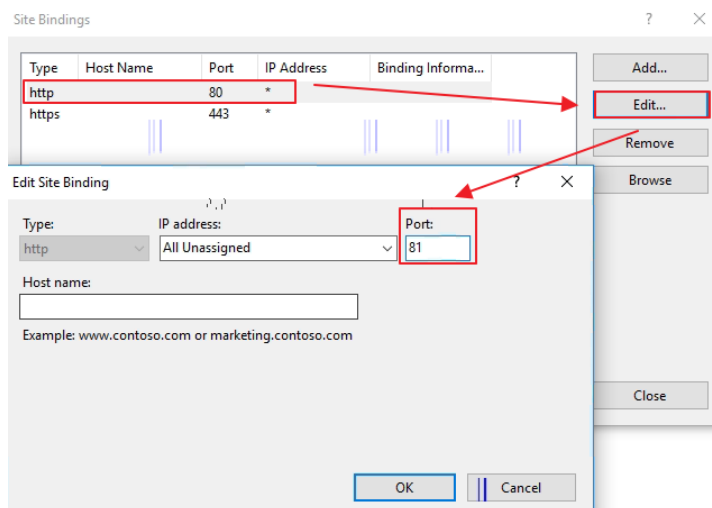 Site Bindings ? ×
Type Host Name Port IP Address Binding Informa...
http 80 *
https 443 *
Add...
Edit...
Remove
Browse
Close
Edit Site Binding ? ×
Type: IP address: Port:
http All Unassigned 81
Host name:
Example: www.contoso.com or marketing.contoso.com
OK Cancel